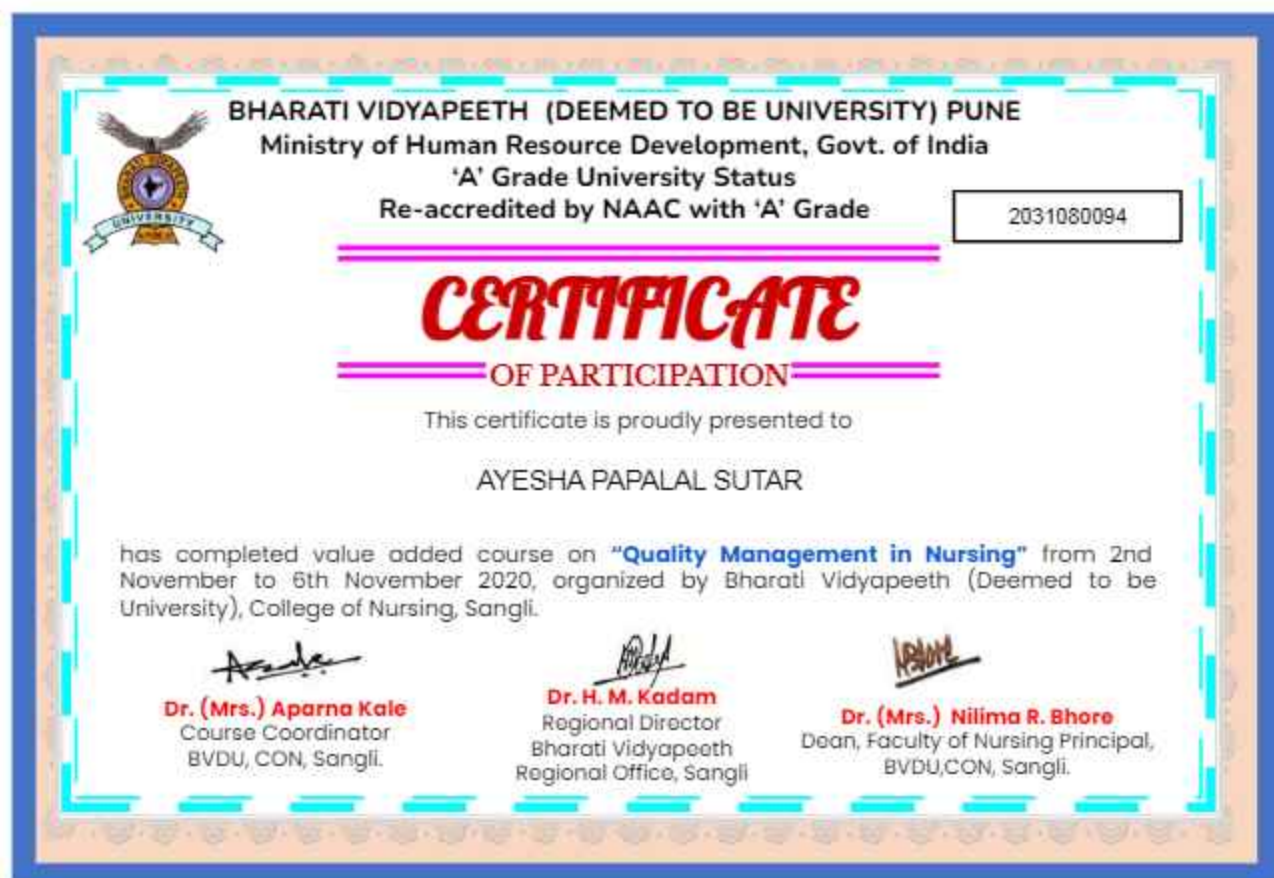 BHARATI VIDYAPEETH (DEEMED TO BE UNIVERSITY) PUNE
Ministry of Human Resource Development, Govt. of India
‘A’ Grade University Status
Re-accredited by NAAC with ‘A’ Grade
2031080094
BHARATI VIDYAPEETH
UNIVERSITY
CERTIFICATE
OF PARTICIPATION
This certificate is proudly presented to
AYESHA PAPALAL SUTAR
has completed value added course on “Quality Management in Nursing” from 2nd
November to 6th November 2020, organized by Bharati Vidyapeeth (Deemed to be
University), College of Nursing, Sangli.
Dr. (Mrs.) Aparna Kale
Course Coordinator
BVDU, CON, Sangli.
Dr. H. M. Kadam
Regional Director
Bharati Vidyapeeth
Regional Office, Sangli
Dr. (Mrs.) Nilima R. Bhore
Dean, Faculty of Nursing Principal,
BVDU,CON, Sangli.